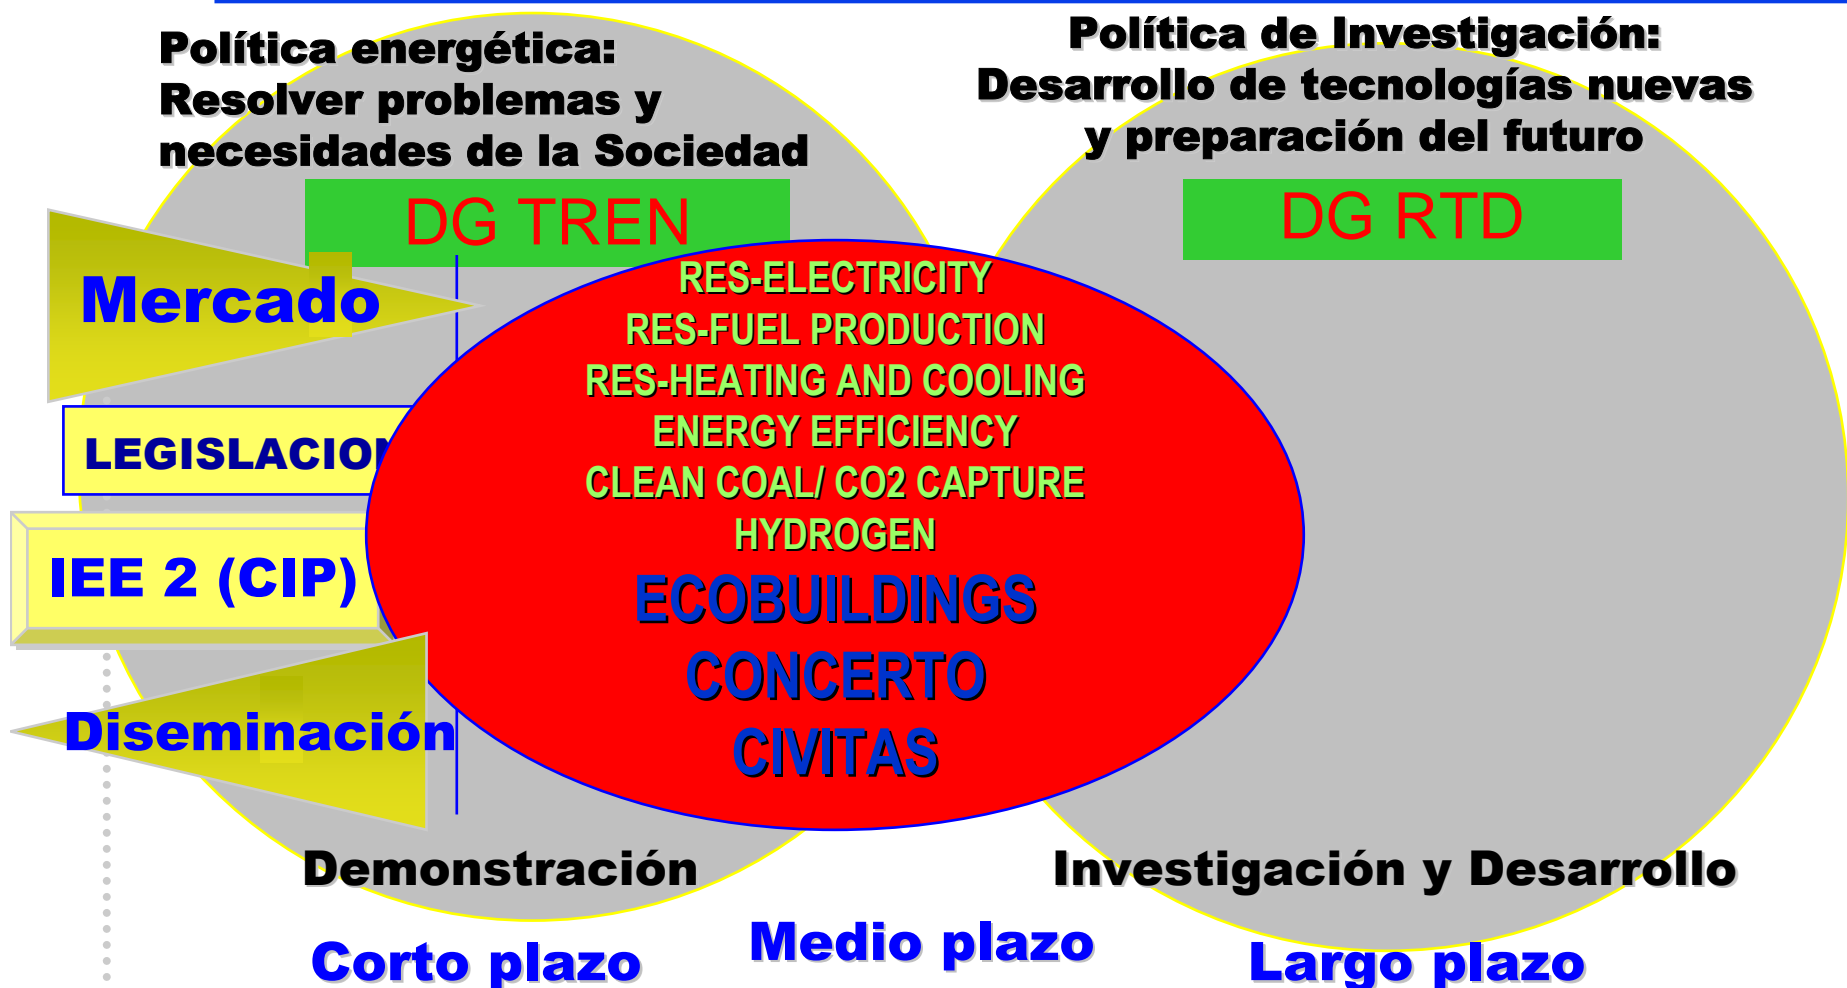 Política energética:
Resolver problemas y
necesidades de la Sociedad
Política de Investigación:
Desarrollo de tecnologías nuevas
y preparación del futuro
DG TREN
DG RTD
Mercado
LEGISLACION
IEE 2 (CIP)
Diseminación
RES-ELECTRICITY
RES-FUEL PRODUCTION
RES-HEATING AND COOLING
ENERGY EFFICIENCY
CLEAN COAL/ CO2 CAPTURE
HYDROGEN
ECOBUILDINGS
CONCERTO
CIVITAS
Demonstración
Investigación y Desarrollo
Corto plazo
Medio plazo
Largo plazo